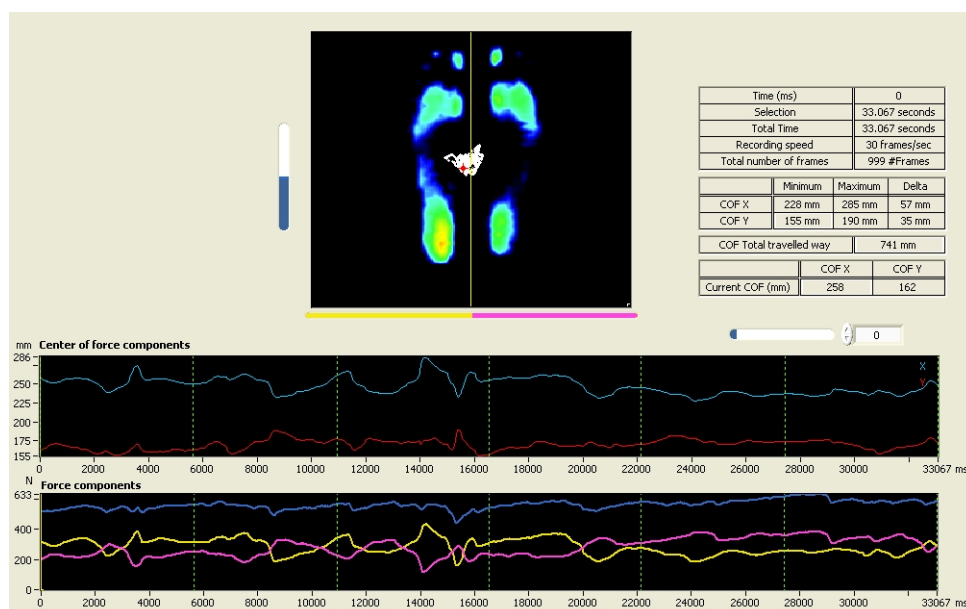 Time (ms) 0
Selection 33.067 seconds
Total Time 33.067 seconds
Recording speed 30 frames/sec
Total number of frames 999 #Frames
Minimum Maximum Delta
COF X 228 mm 285 mm 57 mm
COF Y 155 mm 190 mm 35 mm
COF Total travelled way 741 mm
COF X COF Y
Current COF (mm) 258 162
0
mm Center of force components
286
250
225
200
175
155
X
Y
0 2000 4000 6000 8000 10000 12000 14000 16000 18000 20000 22000 24000 26000 28000 30000 33067 ms
N Force components
633
400
200
0
0 2000 4000 6000 8000 10000 12000 14000 16000 18000 20000 22000 24000 26000 28000 30000 33067 ms